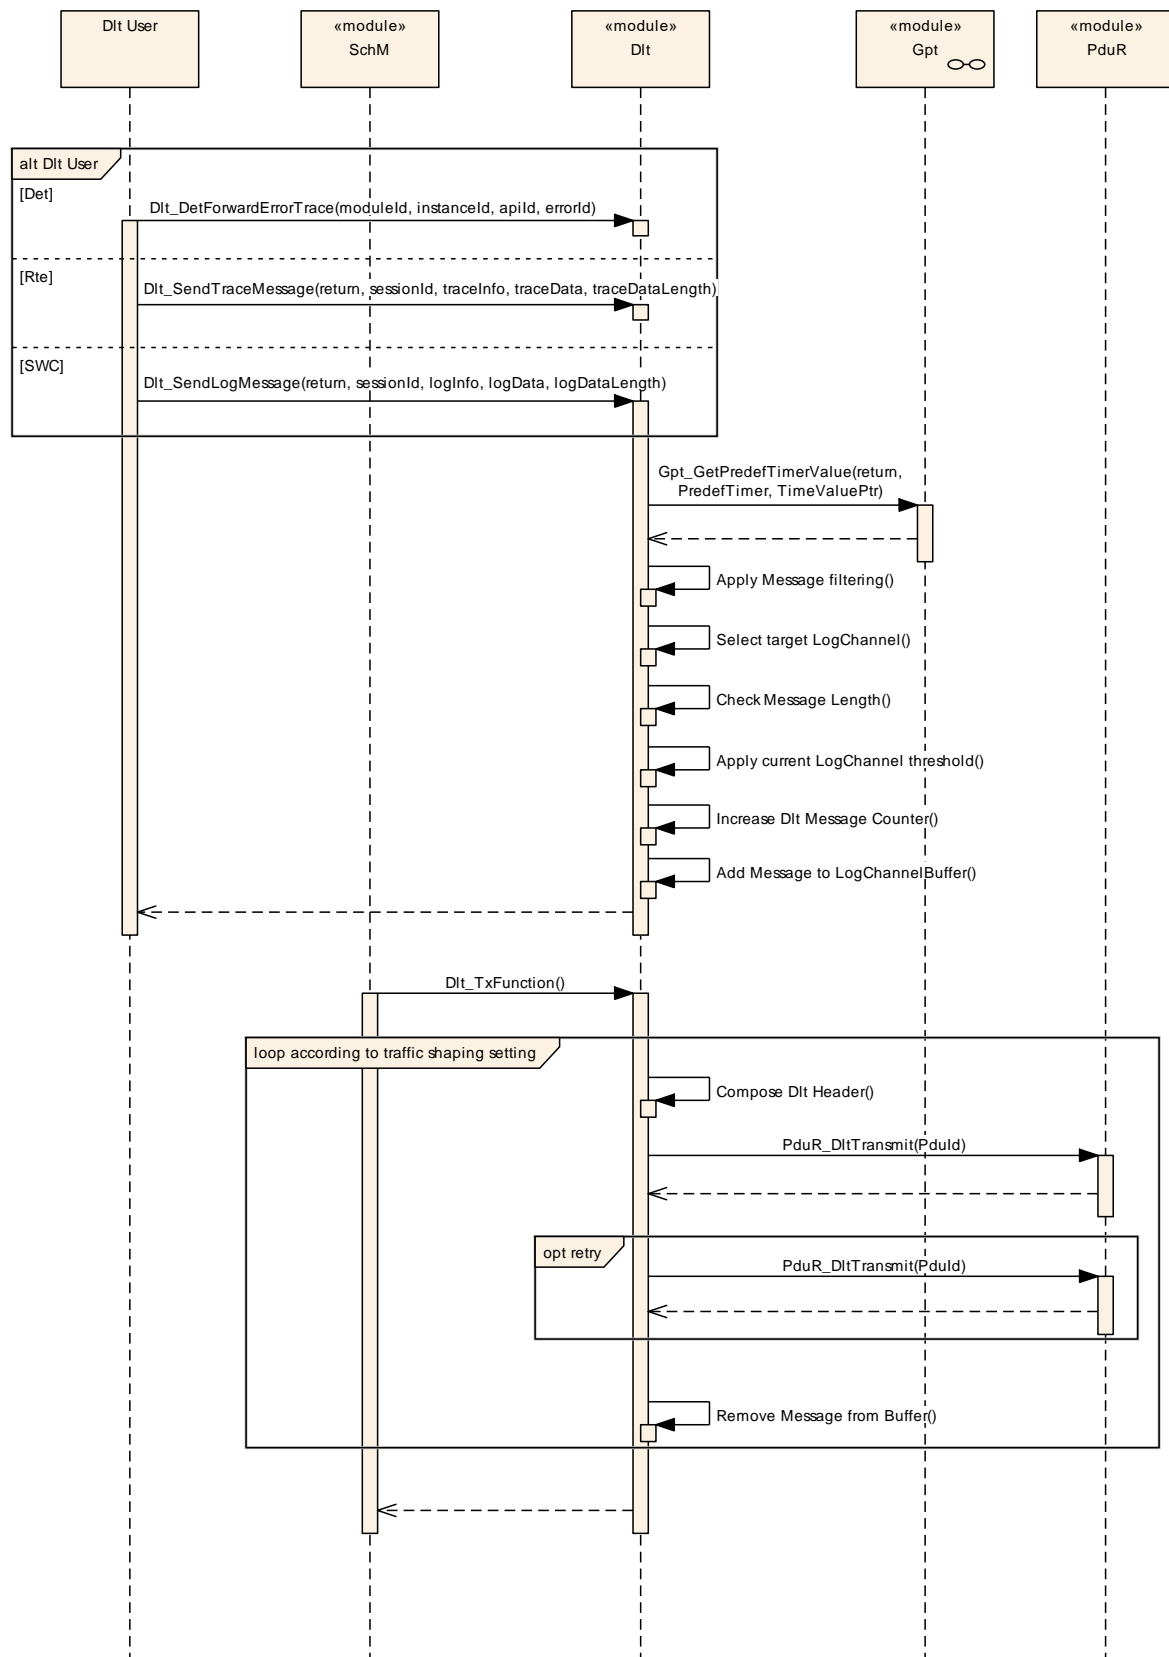 Dlt User
«module»
SchM
«module»
Dlt
«module»
Gpt
«module»
PduR
alt Dlt User
[Det]
Dlt_DetForwardErrorTrace(moduleId, instanceId, apiId, errorId)
[Rte]
Dlt_SendTraceMessage(return, sessionId, traceInfo, traceData, traceDataLength)
[SWC]
Dlt_SendLogMessage(return, sessionId, logInfo, logData, logDataLength)
Gpt_GetPredefTimerValue(return,
PredefTimer, TimeValuePtr)
Apply Message filtering()
Select target LogChannel()
Check Message Length()
Apply current LogChannel threshold()
Increase Dlt Message Counter()
Add Message to LogChannelBuffer()
Dlt_TxFunction()
loop according to traffic shaping setting
Compose Dlt Header()
PduR_DltTransmit(PduId)
opt retry
PduR_DltTransmit(PduId)
Remove Message from Buffer()